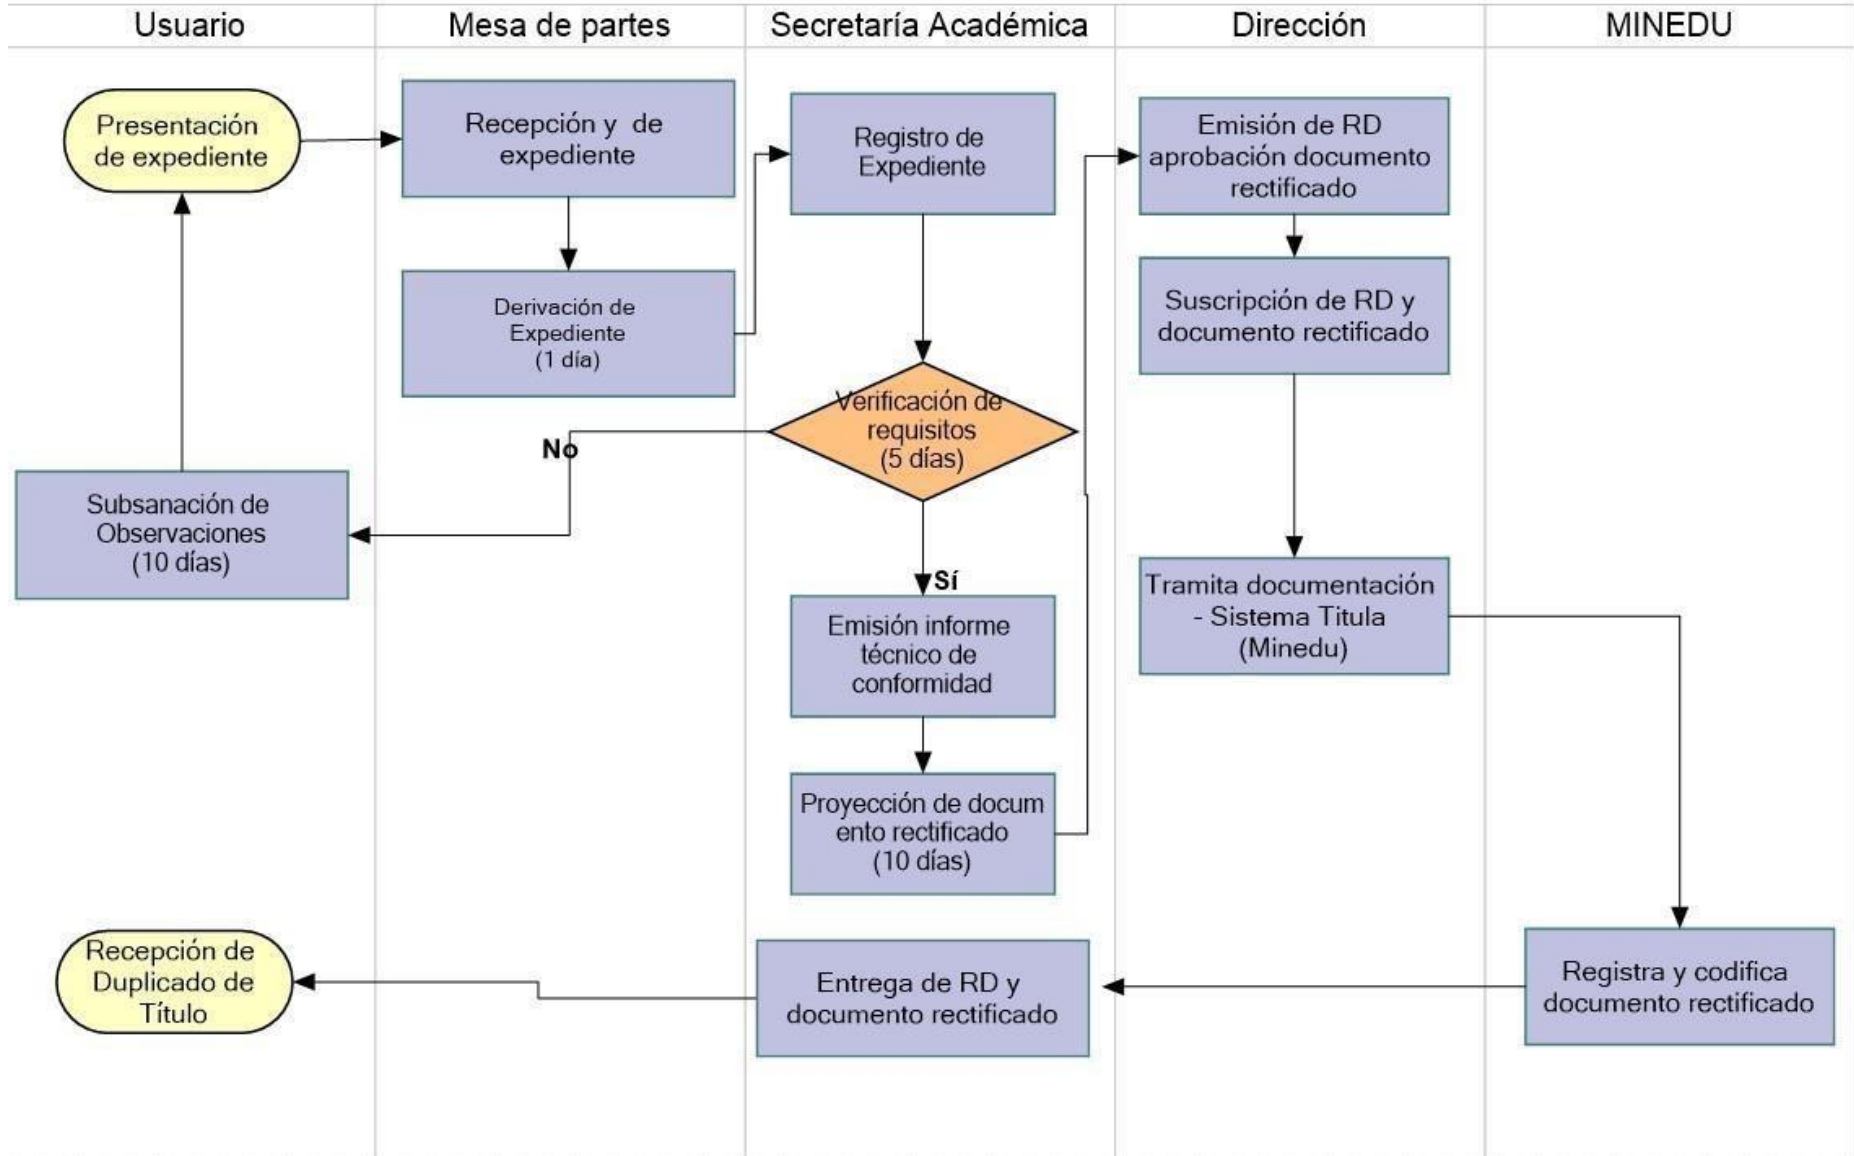 Usuario
Mesa de partes
Secretaría Académica
Dirección
MINEDU
Presentación
de expediente
Recepción y de
expediente
Derivación de
Expediente
(1 día)
Registro de
Expediente
Verificación de
requisitos
(5 días)
No
Subsanación de
Observaciones
(10 días)
Sí
Emisión informe
técnico de
conformidad
Proyección de docum
ento rectificado
(10 días)
Emisión de RD
aprobación documento
rectificado
Suscripción de RD y
documento rectificado
Tramita documentación
- Sistema Titula
(Minedu)
Registra y codifica
documento rectificado
Entrega de RD y
documento rectificado
Recepción de
Duplicado de
Título